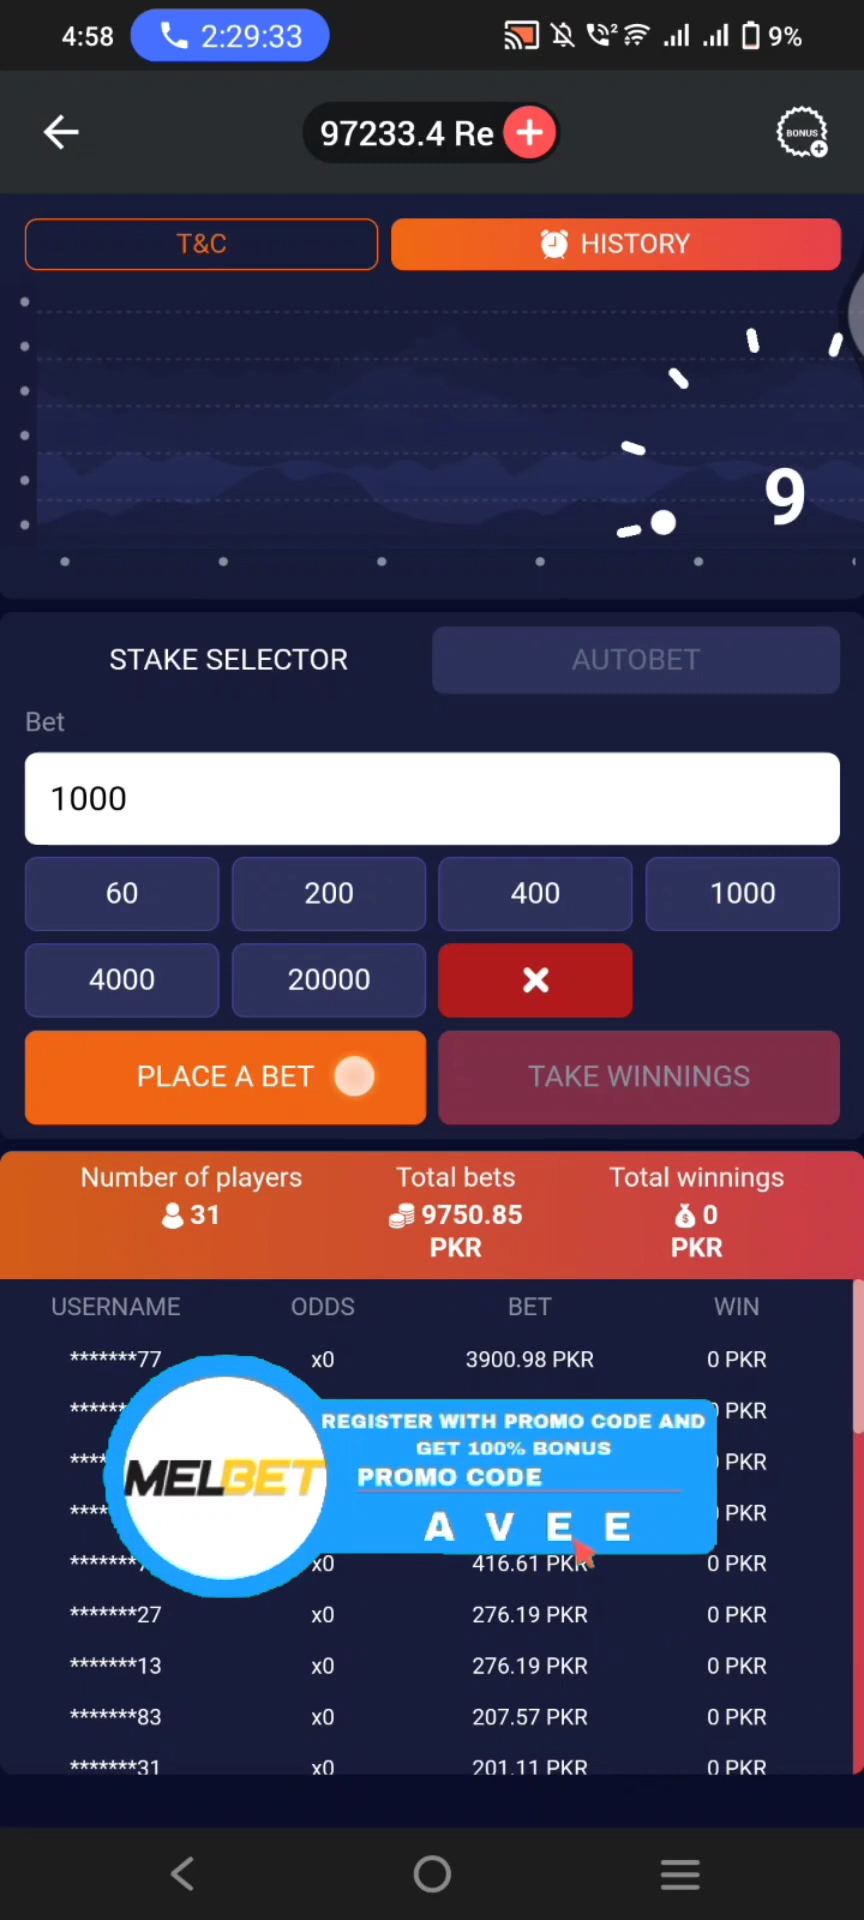 4:58 2:29:33 2 9%
97233.4 Re
BONUS
T&C HISTORY
9
STAKE SELECTOR AUTOBET
Bet
1000
60 200 400 1000
4000 20000
PLACE A BET TAKE WINNINGS
Number of players Total bets Total winnings
31 9750.85 0
PKR PKR
USERNAME ODDS BET WIN
*******77 x0 3900.98 PKR 0 PKR
REGISTER WITH PROMO CODE AND
GET 100% BONUS
MELBET PROMO CODE
A V E E
PKR
PKR
0 PKR
x0 416.61 PKR 0 PKR
*******27 x0 276.19 PKR 0 PKR
*******13 x0 276.19 PKR 0 PKR
*******83 x0 207.57 PKR 0 PKR
*******31 x0 201.11 PKR 0 PKR